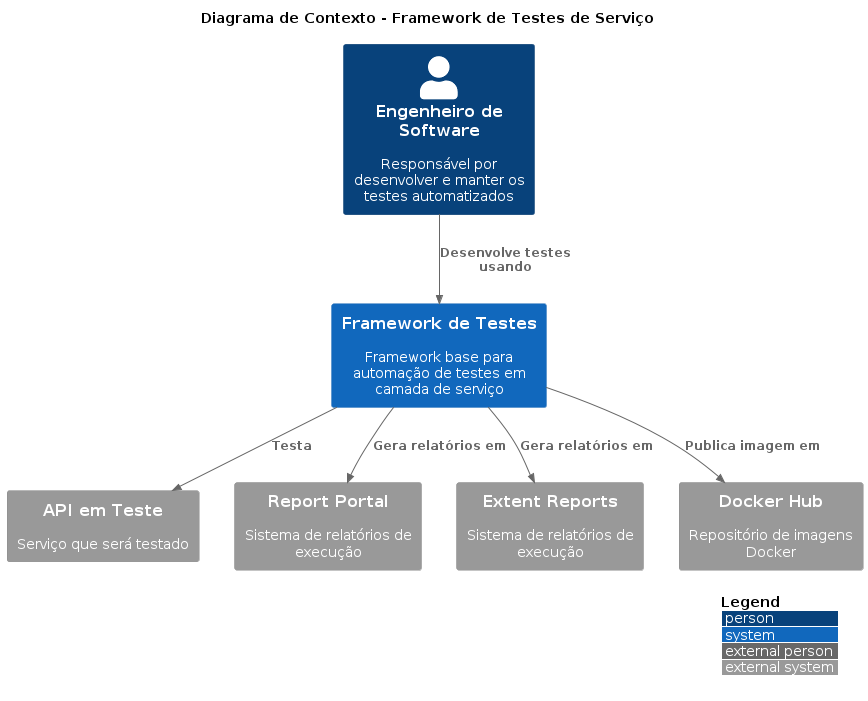 Diagrama de Contexto - Framework de Testes de Serviço
Engenheiro de
Software
Responsável por
desenvolver e manter os
testes automatizados
Desenvolve testes
usando
Framework de Testes
Framework base para
automação de testes em
camada de serviço
Testa
Gera relatórios em
Gera relatórios em
Publica imagem em
API em Teste
Serviço que será testado
Report Portal
Sistema de relatórios de
execução
Extent Reports
Sistema de relatórios de
execução
Docker Hub
Repositório de imagens
Docker
Legend
person
system
external person
external system